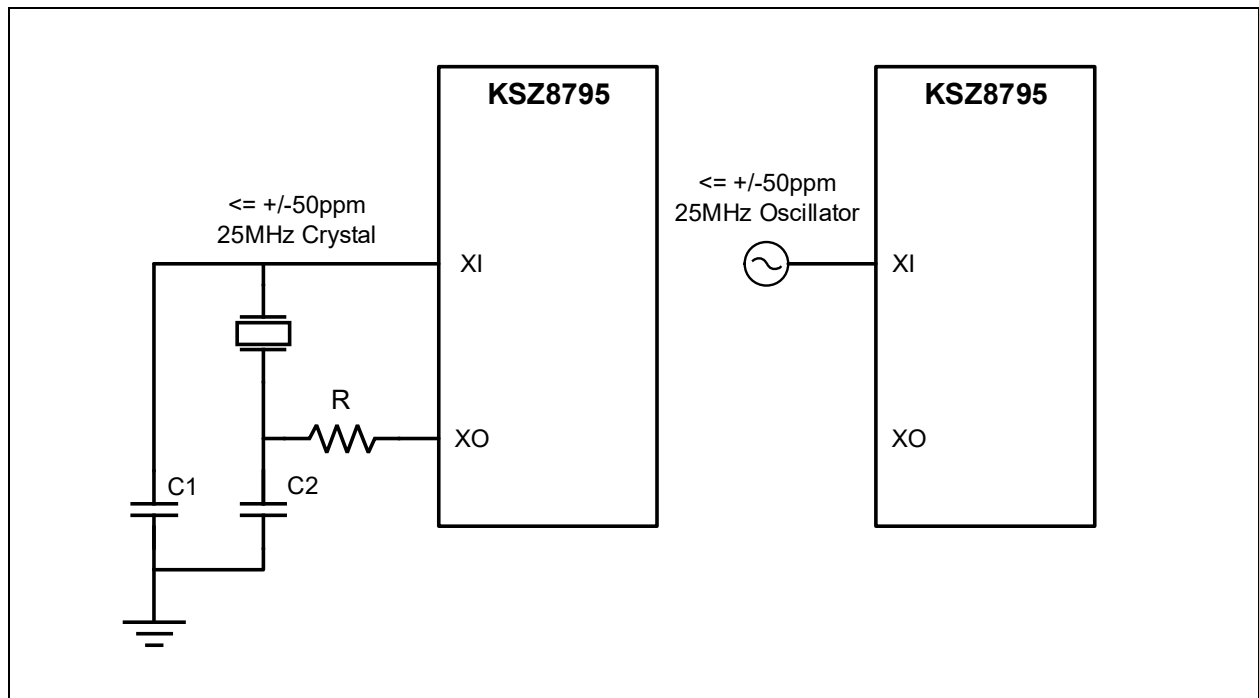 KSZ8795
<= +/-50ppm
25MHz Crystal
XI
R
XO
C1
C2
KSZ8795
<= +/-50ppm
25MHz Oscillator
XI
XO